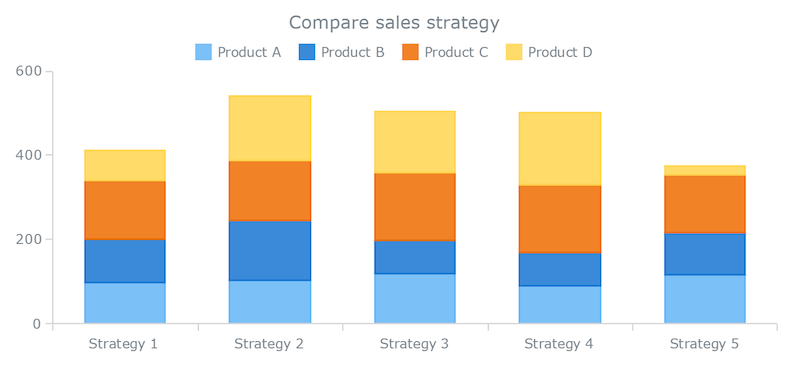 Compare sales strategy
Product A Product B Product C Product D
600
400
200
0
Strategy 1 Strategy 2 Strategy 3 Strategy 4 Strategy 5